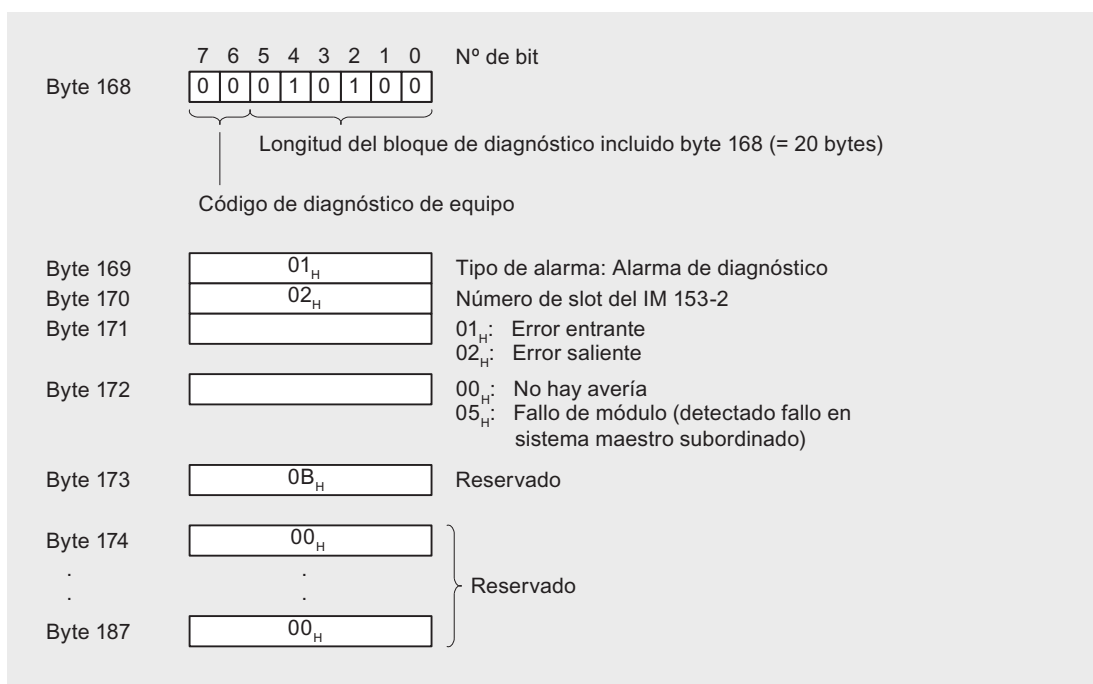 7 6 5 4 3 2 1 0 Nº de bit
Byte 168 0 0 0 1 0 1 0 0
Longitud del bloque de diagnóstico incluido byte 168 (= 20 bytes)
Código de diagnóstico de equipo
Byte 169 01H Tipo de alarma: Alarma de diagnóstico
Byte 170 02H Número de slot del IM 153-2
Byte 171 01H: Error entrante
02H: Error saliente
Byte 172 00H: No hay avería
05H: Fallo de módulo (detectado fallo en
sistema maestro subordinado)
Byte 173 0BH Reservado
Byte 174 00H
. .
. . Reservado
Byte 187 00H